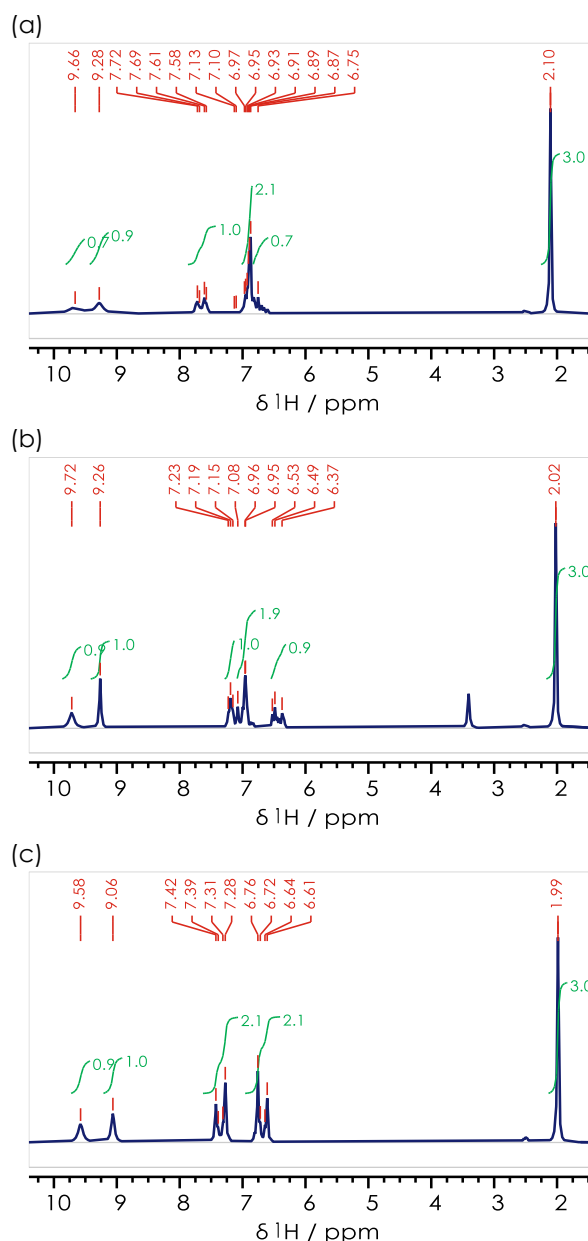 (a)
9.66 9.28 7.72 7.69 7.61 7.58 7.13 7.10 6.97 6.95 6.93 6.91 6.89 6.87 6.75 2.10
0.7 0.9 1.0 2.1 0.7 3.0
10 9 8 7 6 5 4 3 2
δ ¹H / ppm
(b)
9.72 9.26 7.23 7.19 7.15 7.08 6.96 6.95 6.53 6.49 6.37 2.02
0.9 1.0 1.0 1.9 0.9 3.0
10 9 8 7 6 5 4 3 2
δ ¹H / ppm
(c)
9.58 9.06 7.42 7.39 7.31 7.28 6.76 6.72 6.64 6.61 1.99
0.9 1.0 2.1 2.1 3.0
10 9 8 7 6 5 4 3 2
δ ¹H / ppm